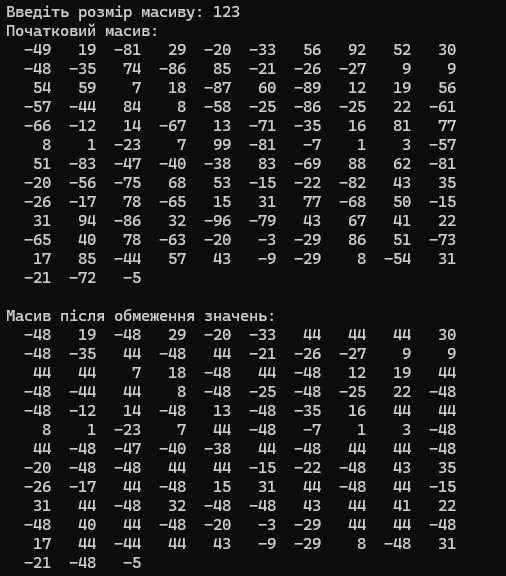 Введіть розмір масиву: 123
Початковий масив:
-49 19 -81 29 -20 -33 56 92 52 30
-48 -35 74 -86 85 -21 -26 -27 9 9
54 59 7 18 -87 60 -89 12 19 56
-57 -44 84 8 -58 -25 -86 -25 22 -61
-66 -12 14 -67 13 -71 -35 16 81 77
8 1 -23 7 99 -81 -7 1 3 -57
51 -83 -47 -40 -38 83 -69 88 62 -81
-20 -56 -75 68 53 -15 -22 -82 43 35
-26 -17 78 -65 15 31 77 -68 50 -15
31 94 -86 32 -96 -79 43 67 41 22
-65 40 78 -63 -20 -3 -29 86 51 -73
17 85 -44 57 43 -9 -29 8 -54 31
-21 -72 -5
Масив після обмеження значень:
-48 19 -48 29 -20 -33 44 44 44 30
-48 -35 44 -48 44 -21 -26 -27 9 9
44 44 7 18 -48 44 -48 12 19 44
-48 -44 44 8 -48 -25 -48 -25 22 -48
-48 -12 14 -48 13 -48 -35 16 44 44
8 1 -23 7 44 -48 -7 1 3 -48
44 -48 -47 -40 -38 44 -48 44 44 -48
-20 -48 -48 44 44 -15 -22 -48 43 35
-26 -17 44 -48 15 31 44 -48 44 -15
31 44 -48 32 -48 -48 43 44 41 22
-48 40 44 -48 -20 -3 -29 44 44 -48
17 44 -44 44 43 -9 -29 8 -48 31
-21 -48 -5